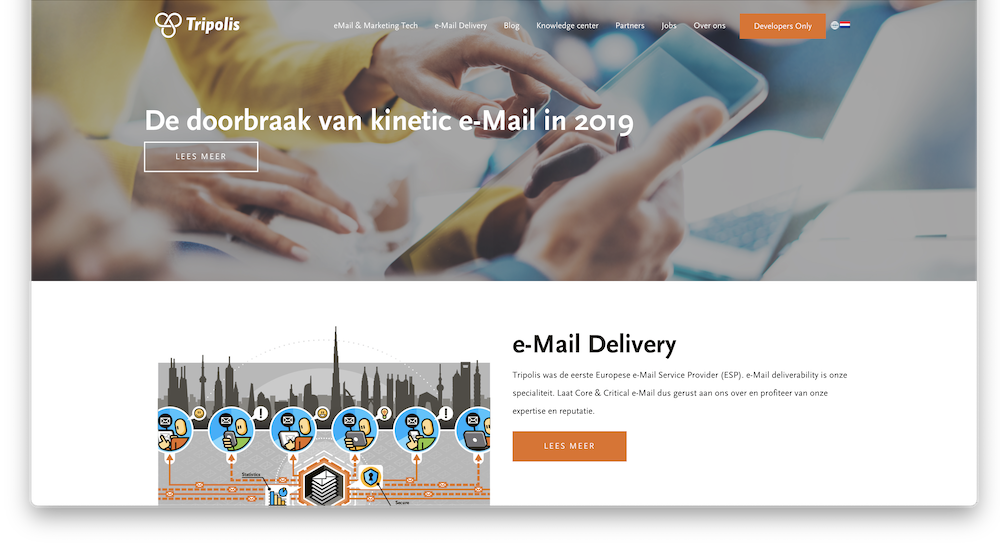 Tripolis
eMail & Marketing Tech
e-Mail Delivery
Blog
Knowledge center
Partners
Jobs
Over ons
Developers Only
De doorbraak van kinetic e-Mail in 2019
LEES MEER
e-Mail Delivery
Tripolis was de eerste Europese e-Mail Service Provider (ESP). e-Mail deliverability is onze
specialiteit. Laat Core & Critical e-Mail dus gerust aan ons over en profiteer van onze
expertise en reputatie.
LEES MEER
Statistics
Secure